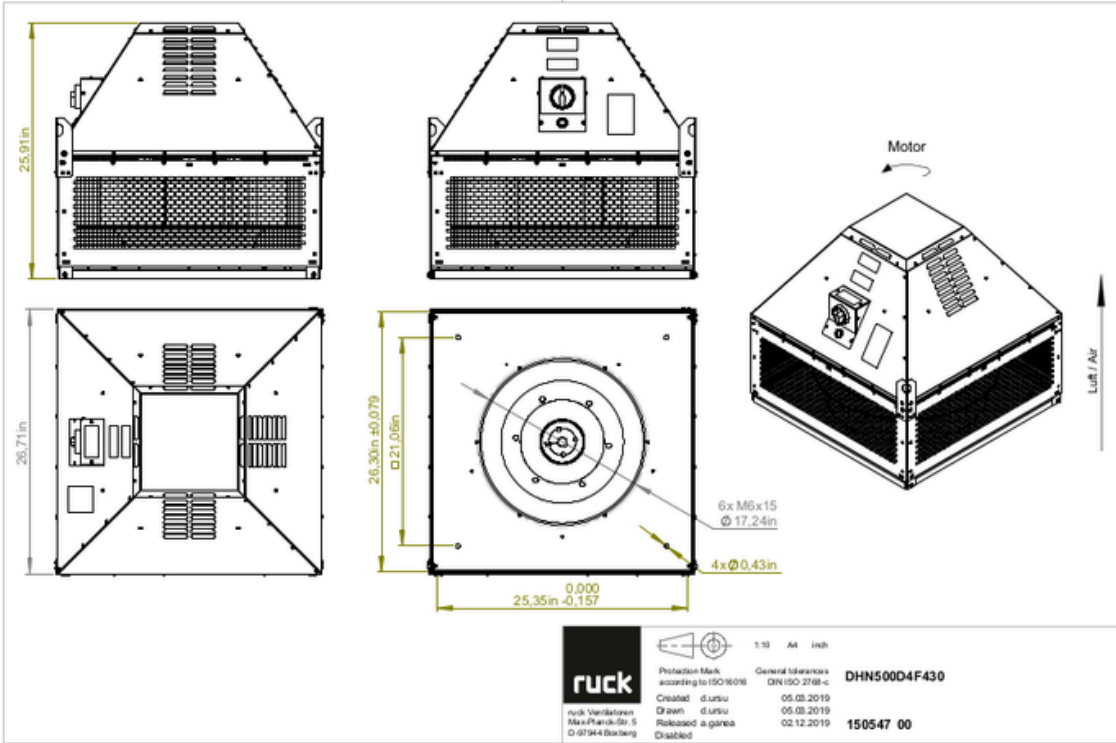 25,91in
Motor
Luft / Air
26,71in
26,30in ±0,079
□ 21,06in
6x M6x15
Ø 17,24in
4x Ø 0,43in
0,000
25,35in -0,157
ruck
ruck Ventilatoren
Max-Planck-Str. 5
D-97944 Boxberg
1:10 A4 inch
Protection Mark
according to ISO16016
General tolerances
DIN ISO 2768-c
DHN500D4F430
Created d.ursu 05.03.2019
Drawn d.ursu 05.03.2019
Released a.ganea 02.12.2019
150547 00
Disabled